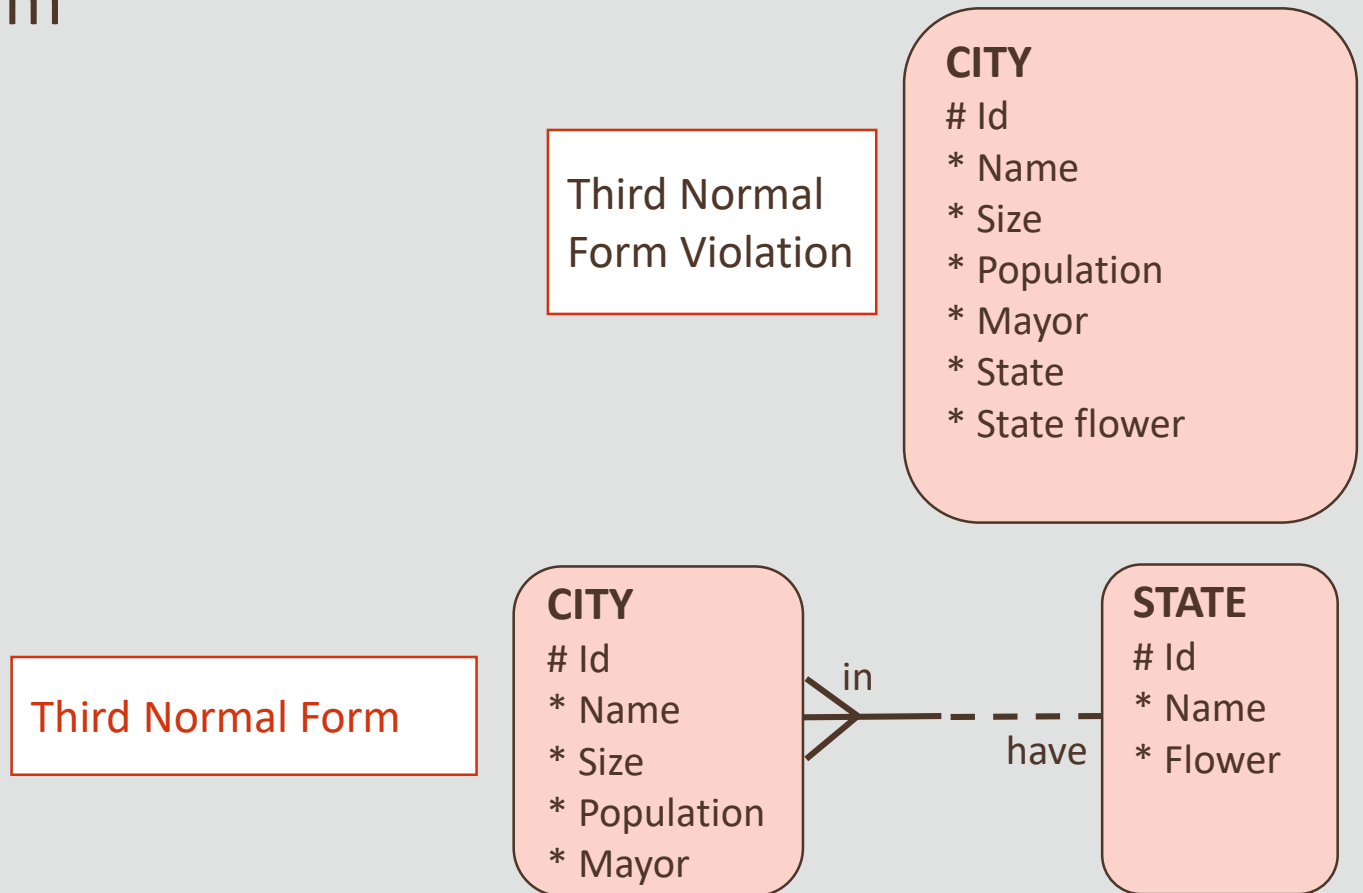 m
CITY
# Id
* Name
* Size
* Population
* Mayor
* State
* State flower
Third Normal
Form Violation
Third Normal Form
CITY
# Id
* Name
* Size
* Population
* Mayor
in
have
STATE
# Id
* Name
* Flower